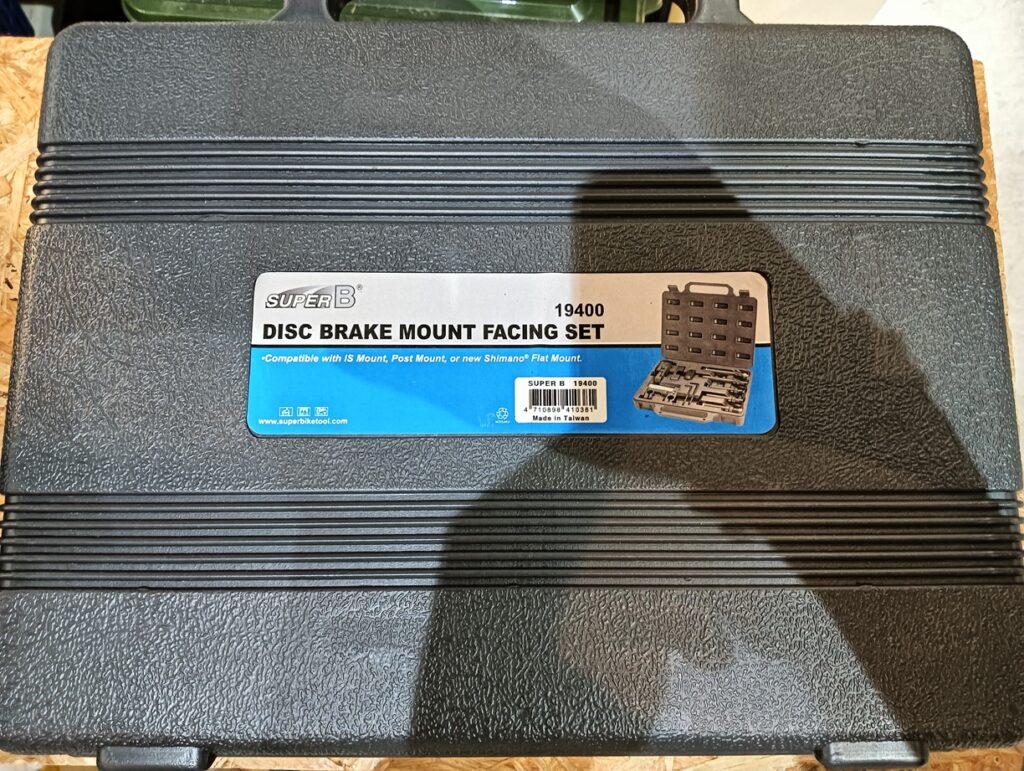 SUPER B®
19400
DISC BRAKE MOUNT FACING SET
•Compatible with IS Mount, Post Mount, or new Shimano® Flat Mount.
SUPER B 19400
4 710898 410381
Made in Taiwan
www.superbiketool.com